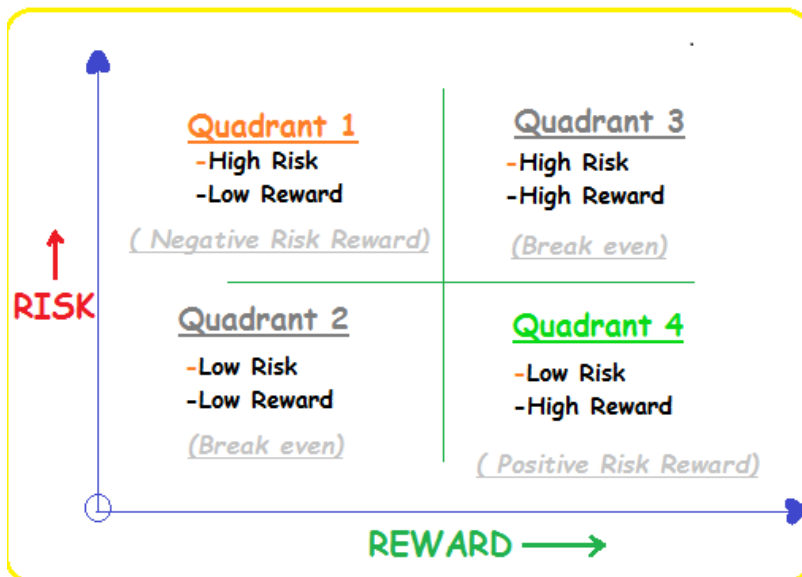 Quadrant 1
-High Risk
-Low Reward
( Negative Risk Reward)
Quadrant 3
-High Risk
-High Reward
(Break even)
RISK
Quadrant 2
-Low Risk
-Low Reward
(Break even)
Quadrant 4
-Low Risk
-High Reward
( Positive Risk Reward)
REWARD